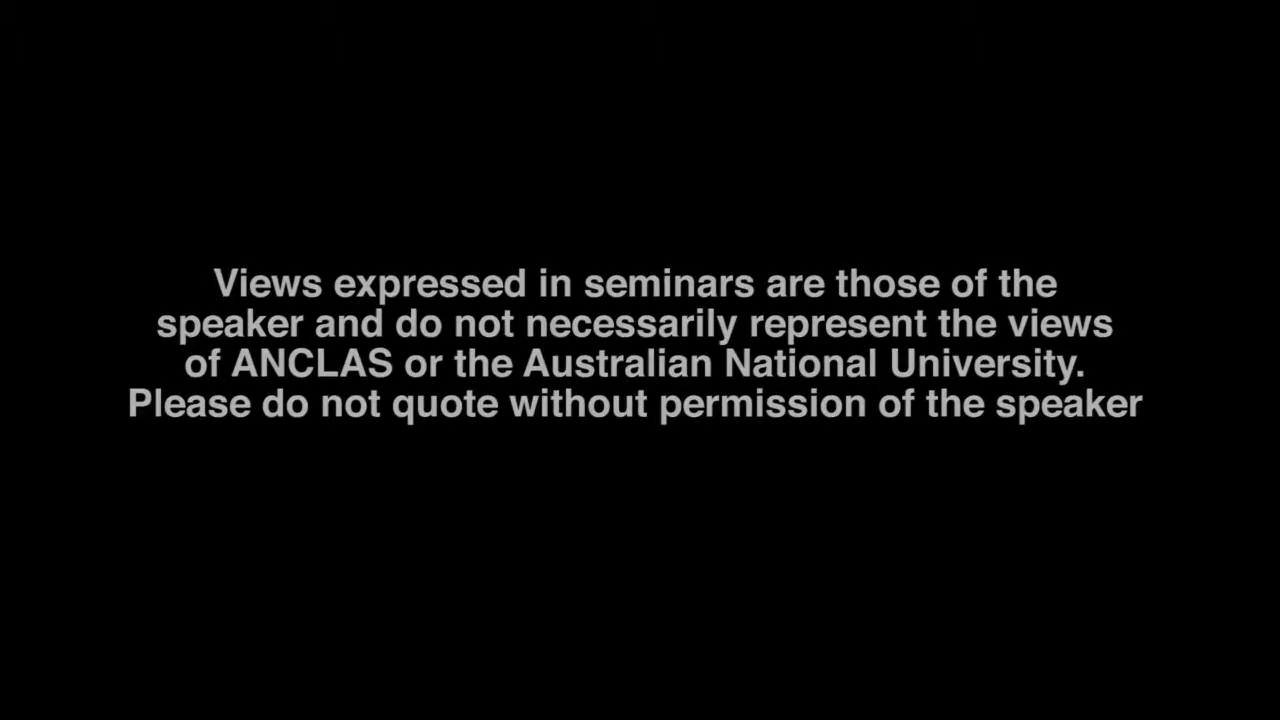 Views expressed in seminars are those of the
speaker and do not necessarily represent the views
of ANCLAS or the Australian National University.
Please do not quote without permission of the speaker